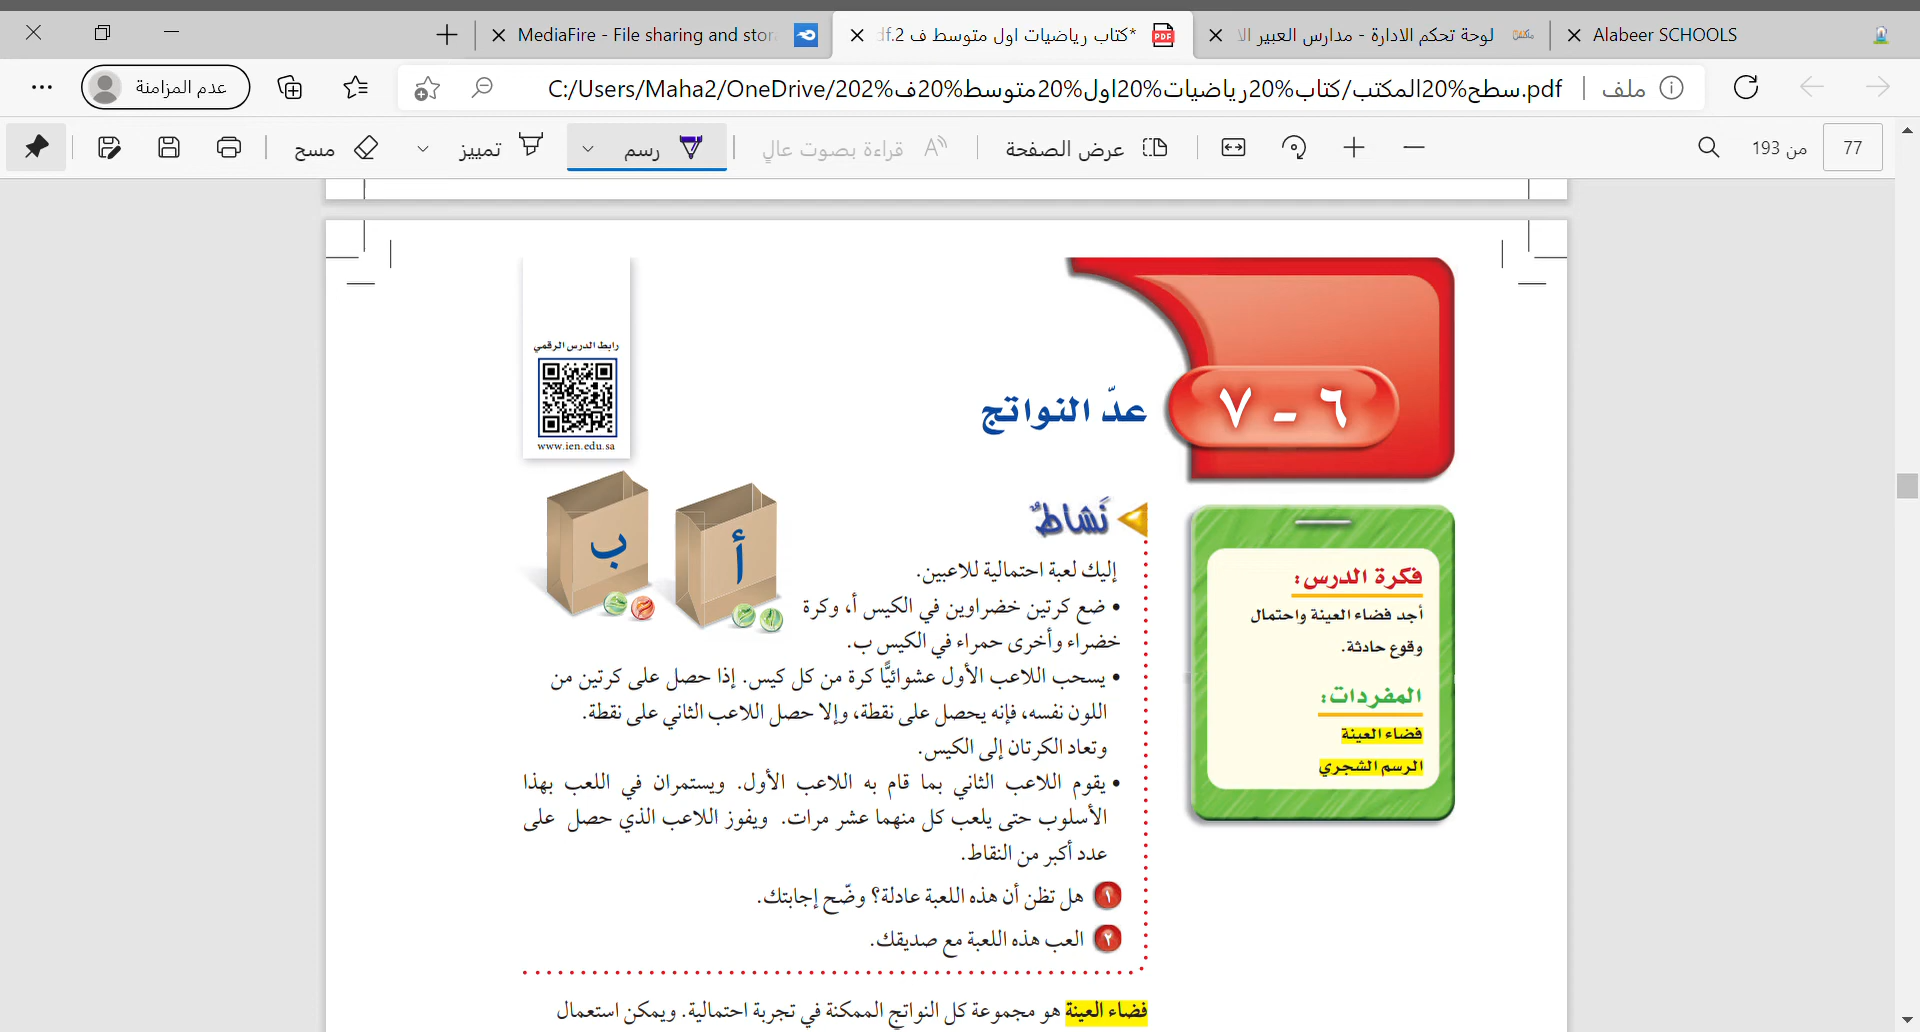 MediaFire - File sharing and stor
*كتاب رياضيات اول متوسط ف 2.df
لوحة تحكم الادارة - مدارس العبير الا
Alabeer SCHOOLS
عدم المزامنة
C:/Users/Maha2/OneDrive/سطح%20المكتب/كتاب%20رياضيات%20اول%20متوسط%20ف%202.pdf
ملف
مسح
تمييز
رسم
قراءة بصوت عالٍ
عرض الصفحة
من 193
77
رابط الدرس الرقمي
www.ien.edu.sa
٦ - ٧
عدّ النواتج
نَشاطٌ
أ
ب
إليك لعبة احتمالية للاعبين.
• ضع كرتين خضراوين في الكيس أ، وكرة
خضراء وأخرى حمراء في الكيس ب.
• يسحب اللاعب الأول عشوائيًّا كرة من كل كيس. إذا حصل على كرتين من
اللون نفسه، فإنه يحصل على نقطة، وإلا حصل اللاعب الثاني على نقطة.
وتعاد الكرتان إلى الكيس.
• يقوم اللاعب الثاني بما قام به اللاعب الأول. ويستمران في اللعب بهذا
الأسلوب حتى يلعب كل منهما عشر مرات. ويفوز اللاعب الذي حصل على
عدد أكبر من النقاط.
١ هل تظن أن هذه اللعبة عادلة؟ وضّح إجابتك.
٢ العب هذه اللعبة مع صديقك.
فكرة الدرس:
أجد فضاء العينة واحتمال
وقوع حادثة.
المفردات:
فضاء العينة
الرسم الشجري
فضاء العينة هو مجموعة كل النواتج الممكنة في تجربة احتمالية. ويمكن استعمال